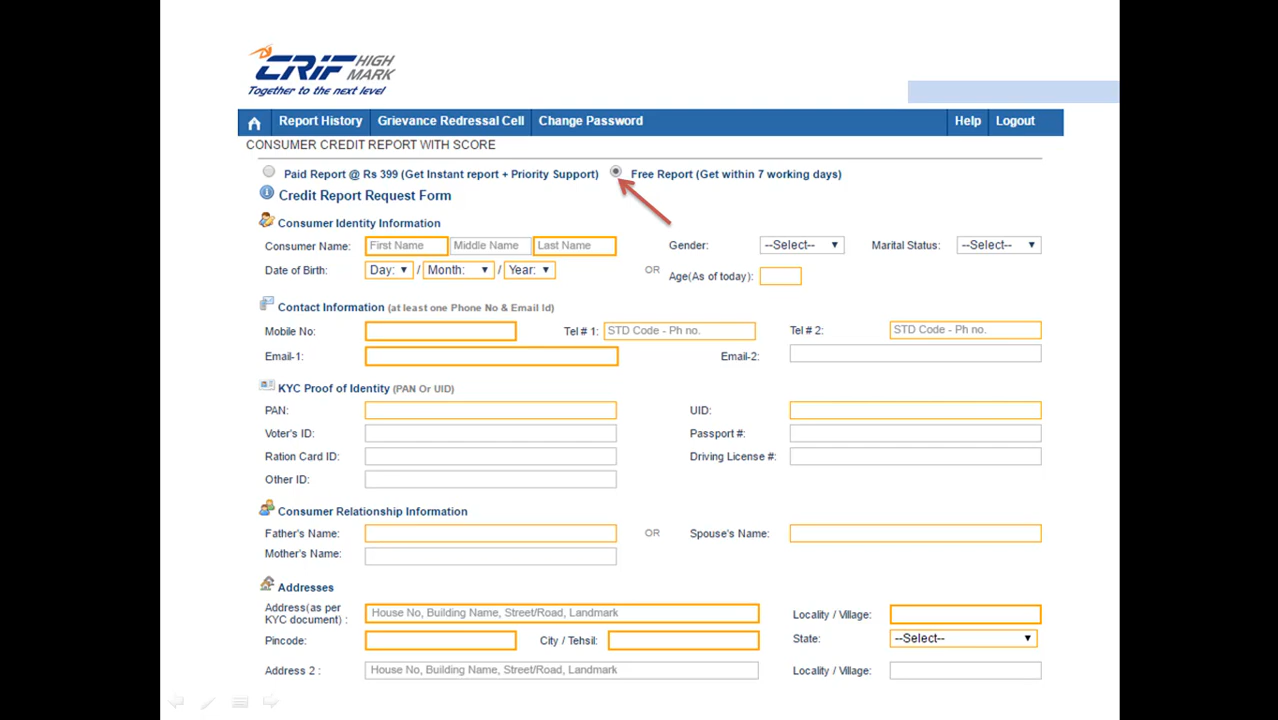 CRIF HIGH MARK
Together to the next level
Report History Grievance Redressal Cell Change Password Help Logout
CONSUMER CREDIT REPORT WITH SCORE
Paid Report @ Rs 399 (Get Instant report + Priority Support) Free Report (Get within 7 working days)
Credit Report Request Form
Consumer Identity Information
Consumer Name: First Name Middle Name Last Name Gender: --Select-- Marital Status: --Select--
Date of Birth: Day: / Month: / Year: OR Age(As of today):
Contact Information (at least one Phone No & Email Id)
Mobile No: Tel # 1: STD Code - Ph no. Tel # 2: STD Code - Ph no.
Email-1: Email-2:
KYC Proof of Identity (PAN Or UID)
PAN: UID:
Voter's ID: Passport #:
Ration Card ID: Driving License #:
Other ID:
Consumer Relationship Information
Father's Name: OR Spouse's Name:
Mother's Name:
Addresses
Address(as per
KYC document) : House No, Building Name, Street/Road, Landmark Locality / Village:
Pincode: City / Tehsil: State: --Select--
Address 2 : House No, Building Name, Street/Road, Landmark Locality / Village: